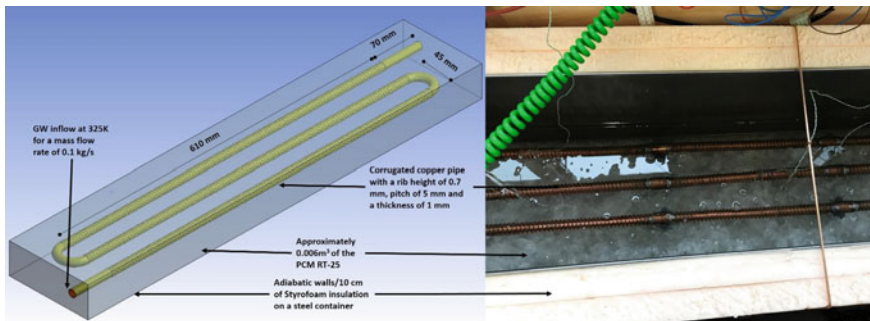 70 mm
45 mm
610 mm
GW inflow at 325K
for a mass flow
rate of 0.1 kg/s
Corrugated copper pipe
with a rib height of 0.7
mm, pitch of 5 mm and
a thickness of 1 mm
Approximately
0.006m³ of the
PCM RT-25
Adiabatic walls/10 cm
of Styrofoam insulation
on a steel container